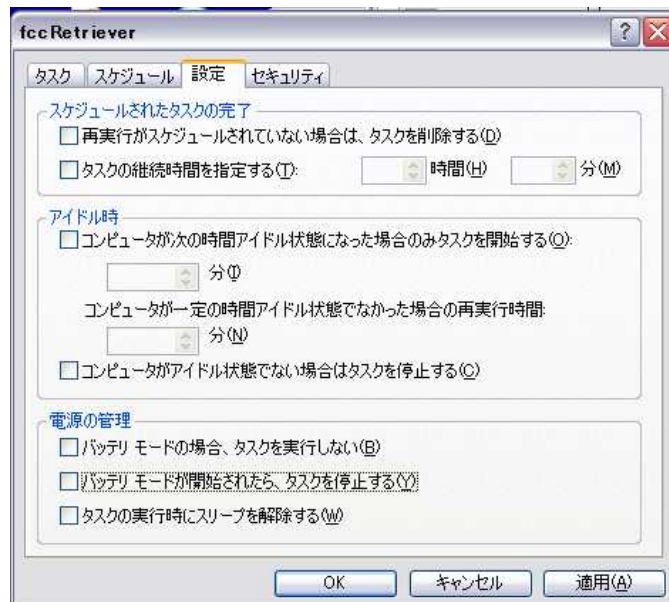 fccRetriever
タスク スケジュール 設定 セキュリティ
スケジュールされたタスクの完了
再実行がスケジュールされていない場合は、タスクを削除する(D)
タスクの継続時間を指定する(T): 時間(H) 分(M)
アイドル時
コンピュータが次の時間アイドル状態になった場合のみタスクを開始する(O):
分(I)
コンピュータが一定の時間アイドル状態でなかった場合の再実行時間:
分(N)
コンピュータがアイドル状態でない場合はタスクを停止する(C)
電源の管理
バッテリ モードの場合、タスクを実行しない(B)
バッテリ モードが開始されたら、タスクを停止する(Y)
タスクの実行時にスリープを解除する(W)
OK キャンセル 適用(A)